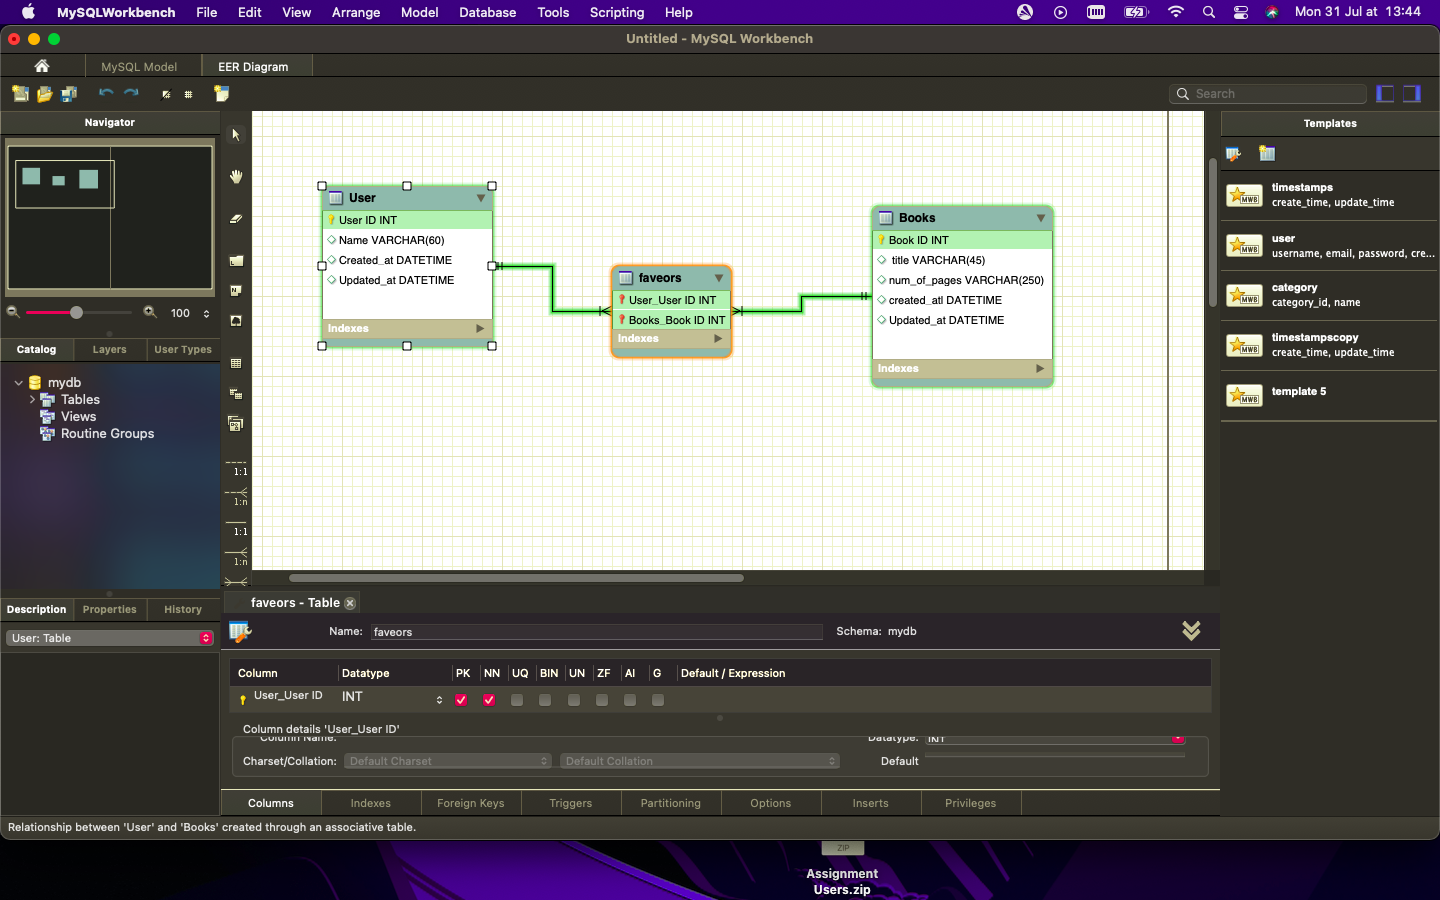 MySQLWorkbench File Edit View Arrange Model Database Tools Scripting Help Mon 31 Jul at 13:44
Untitled - MySQL Workbench
MySQL Model EER Diagram
Search
Navigator
100
Catalog Layers User Types
mydb
Tables
Views
Routine Groups
Description Properties History
User: Table
1:1
1:n
1:1
1:n
User
User ID INT
Name VARCHAR(60)
Created_at DATETIME
Updated_at DATETIME
Indexes
faveors
User_User ID INT
Books_Book ID INT
Indexes
Books
Book ID INT
title VARCHAR(45)
num_of_pages VARCHAR(250)
created_atl DATETIME
Updated_at DATETIME
Indexes
Templates
MWB
timestamps
create_time, update_time
MWB
user
username, email, password, cre...
MWB
category
category_id, name
MWB
timestampscopy
create_time, update_time
MWB
template 5
faveors - Table
Name: faveors Schema: mydb
Column Datatype PK NN UQ BIN UN ZF AI G Default / Expression
User_User ID INT
Column details 'User_User ID'
Column Name: Datatype: INT
Charset/Collation: Default Charset Default Collation Default
Columns Indexes Foreign Keys Triggers Partitioning Options Inserts Privileges
Relationship between 'User' and 'Books' created through an associative table.
ZIP
Assignment
Users.zip